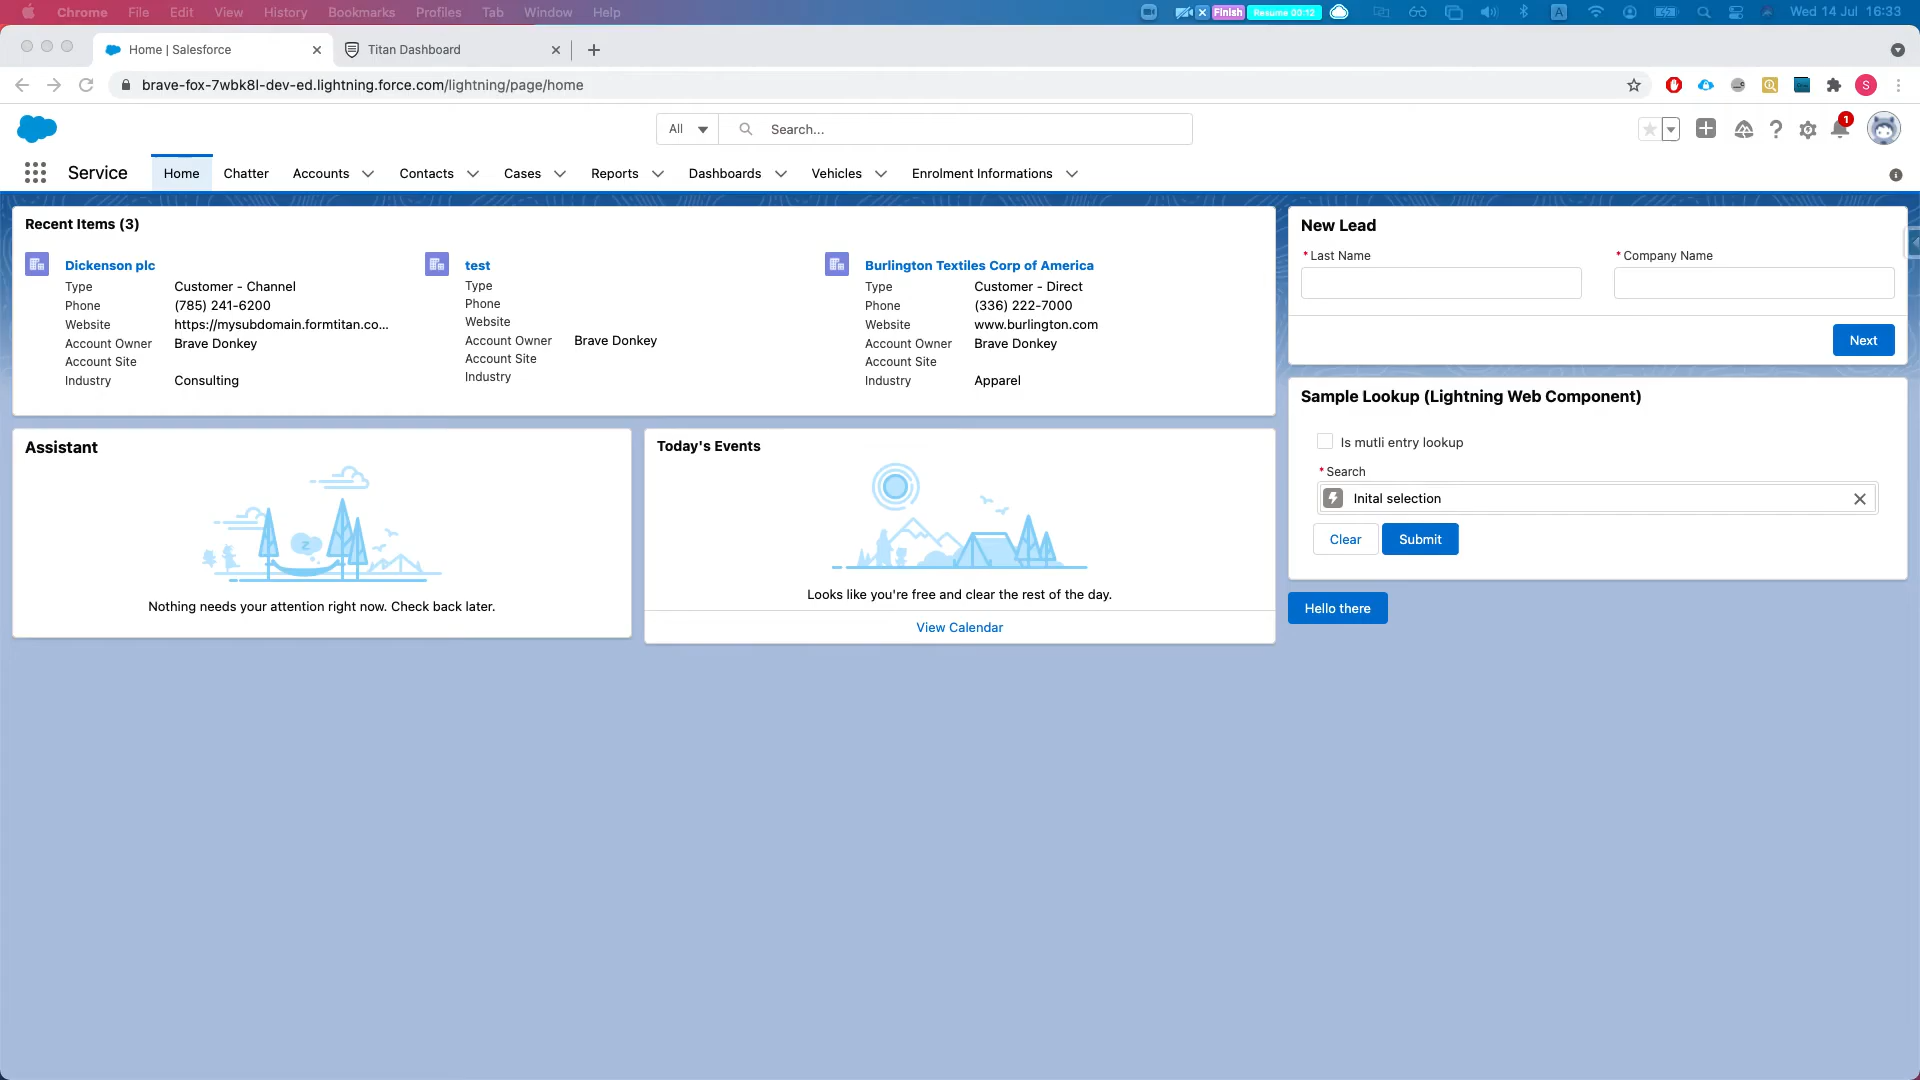 Chrome File Edit View History Bookmarks Profiles Tab Window Help Finish Resume 00:12 A Wed 14 Jul 16:33
Home | Salesforce Titan Dashboard
brave-fox-7wbk8l-dev-ed.lightning.force.com/lightning/page/home S
All Search... 1
Service Home Chatter Accounts Contacts Cases Reports Dashboards Vehicles Enrolment Informations
Recent Items (3)
Dickenson plc
Type Customer - Channel
Phone (785) 241-6200
Website https://mysubdomain.formtitan.co...
Account Owner Brave Donkey
Account Site
Industry Consulting
test
Type
Phone
Website
Account Owner Brave Donkey
Account Site
Industry
Burlington Textiles Corp of America
Type Customer - Direct
Phone (336) 222-7000
Website www.burlington.com
Account Owner Brave Donkey
Account Site
Industry Apparel
New Lead
* Last Name * Company Name
Next
Assistant
Nothing needs your attention right now. Check back later.
Today's Events
Looks like you're free and clear the rest of the day.
View Calendar
Sample Lookup (Lightning Web Component)
Is mutli entry lookup
* Search
Inital selection
Clear Submit
Hello there